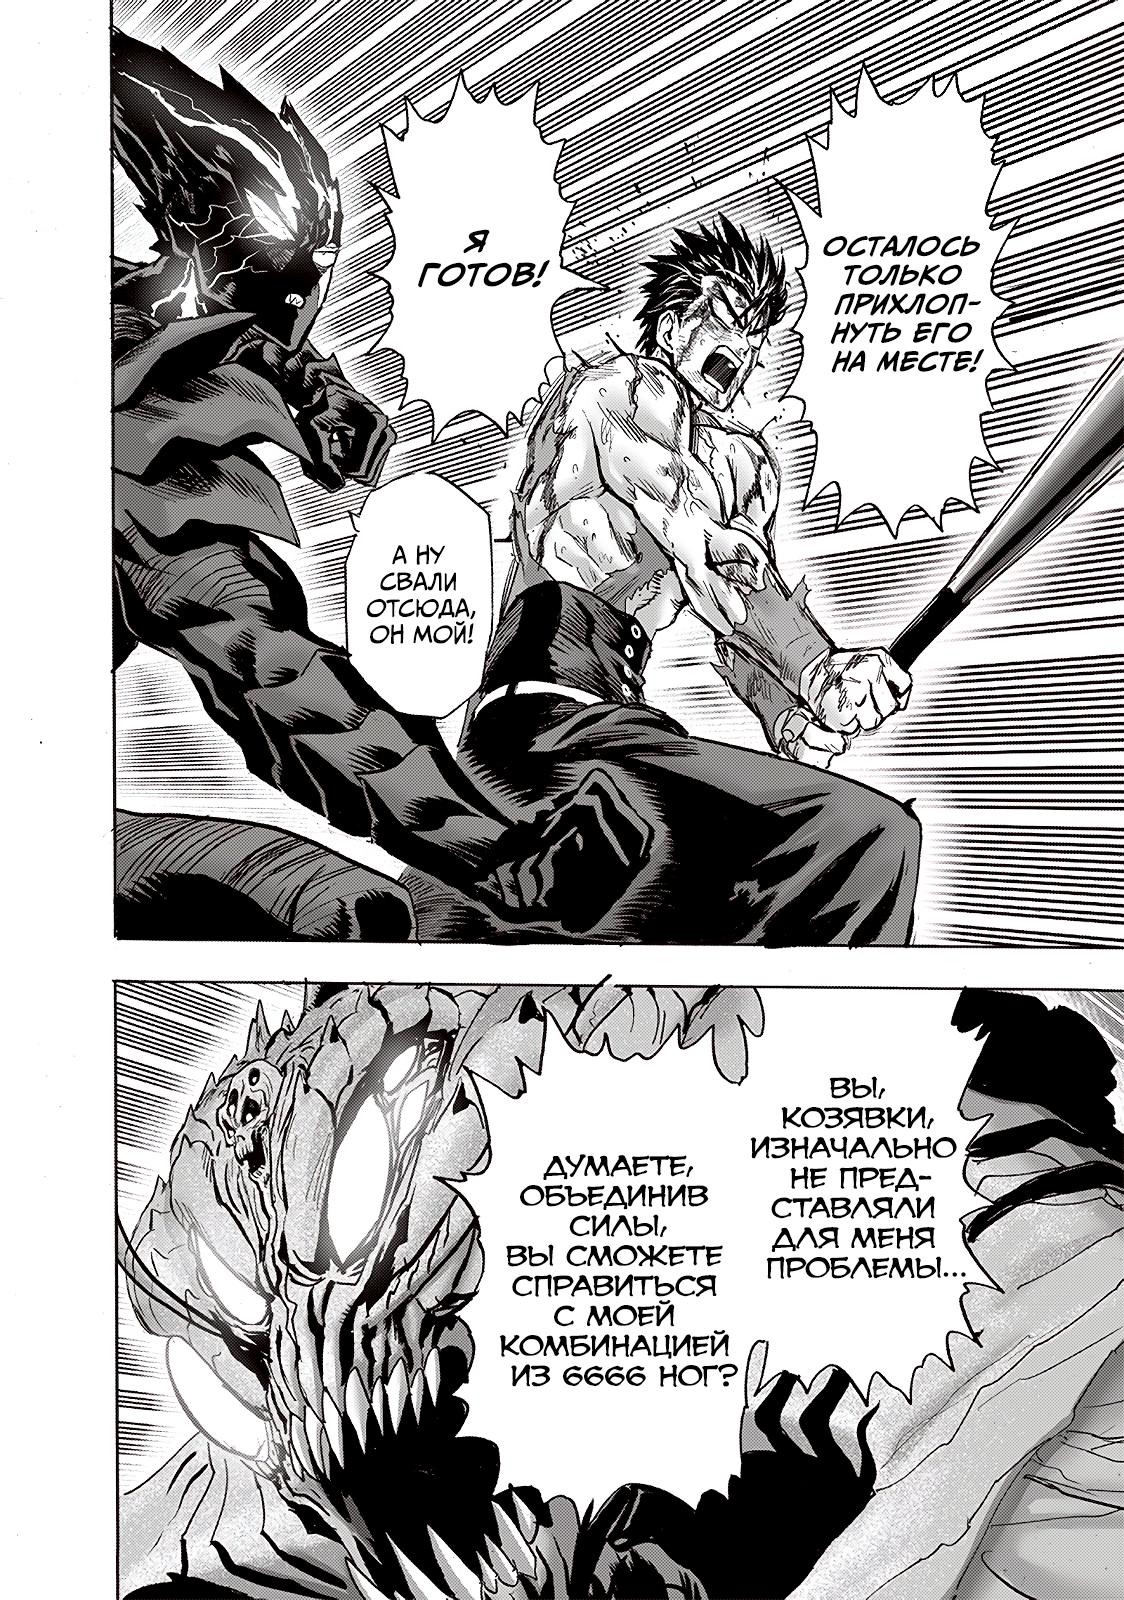 ОСТАЛОСЬ
ТОЛЬКО
ПРИХЛОП-
НУТЬ ЕГО
НА МЕСТЕ!
Я
ГОТОВ!
А НУ
СВАЛИ
ОТСЮДА,
ОН МОЙ!
ВЫ,
КОЗЯВКИ,
ИЗНАЧАЛЬНО
НЕ ПРЕД-
СТАВЛЯЛИ
ДЛЯ МЕНЯ
ПРОБЛЕМЫ...
ДУМАЕТЕ,
ОБЪЕДИНИВ
СИЛЫ,
ВЫ СМОЖЕТЕ
СПРАВИТЬСЯ
С МОЕЙ
КОМБИНАЦИЕЙ
ИЗ 6666 НОГ?